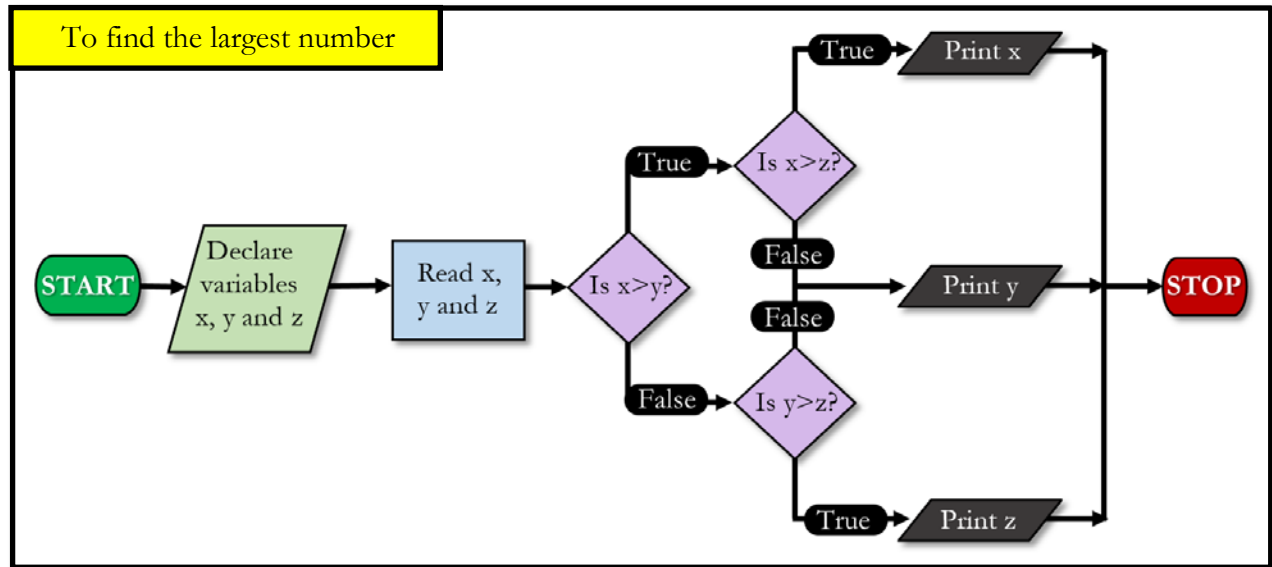 To find the largest number
START
Declare
variables
x, y and z
Read x,
y and z
Is x>y?
True
Is x>z?
True
Print x
False
Print y
False
False
Is y>z?
True
Print z
STOP